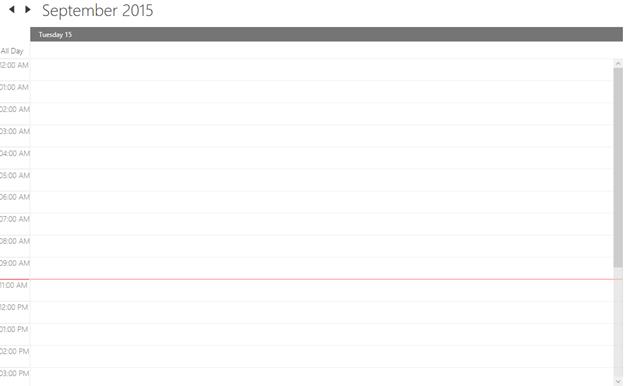 September 2015
Tuesday 15
All Day
12:00 AM
01:00 AM
02:00 AM
03:00 AM
04:00 AM
05:00 AM
06:00 AM
07:00 AM
08:00 AM
09:00 AM
11:00 AM
12:00 PM
01:00 PM
02:00 PM
03:00 PM